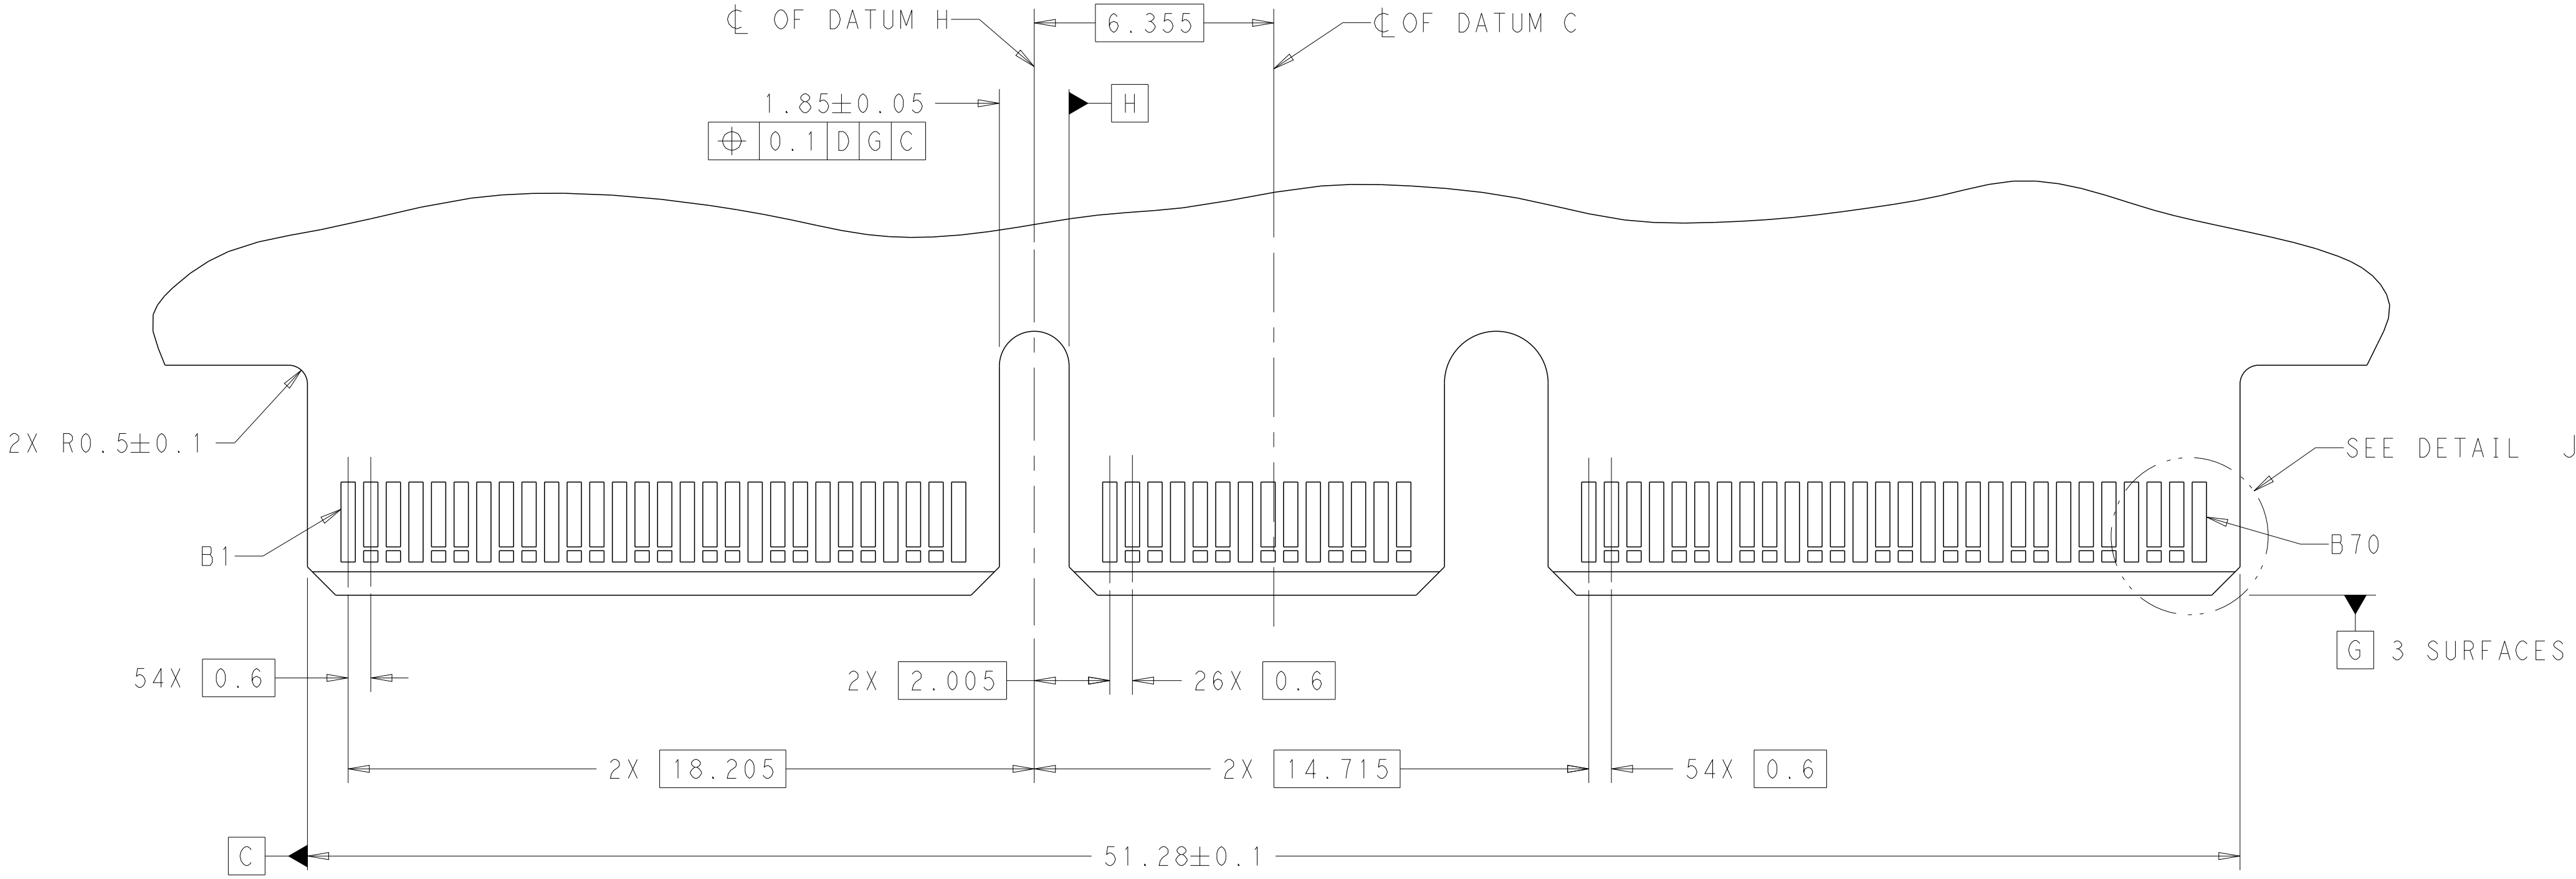 ℄ OF DATUM H
6.355
℄ OF DATUM C
1.85±0.05
H
⌖ 0.1 D G C
2X R0.5±0.1
SEE DETAIL J
B1
B70
G 3 SURFACES
54X 0.6
2X 2.005
26X 0.6
2X 18.205
2X 14.715
54X 0.6
C
51.28±0.1